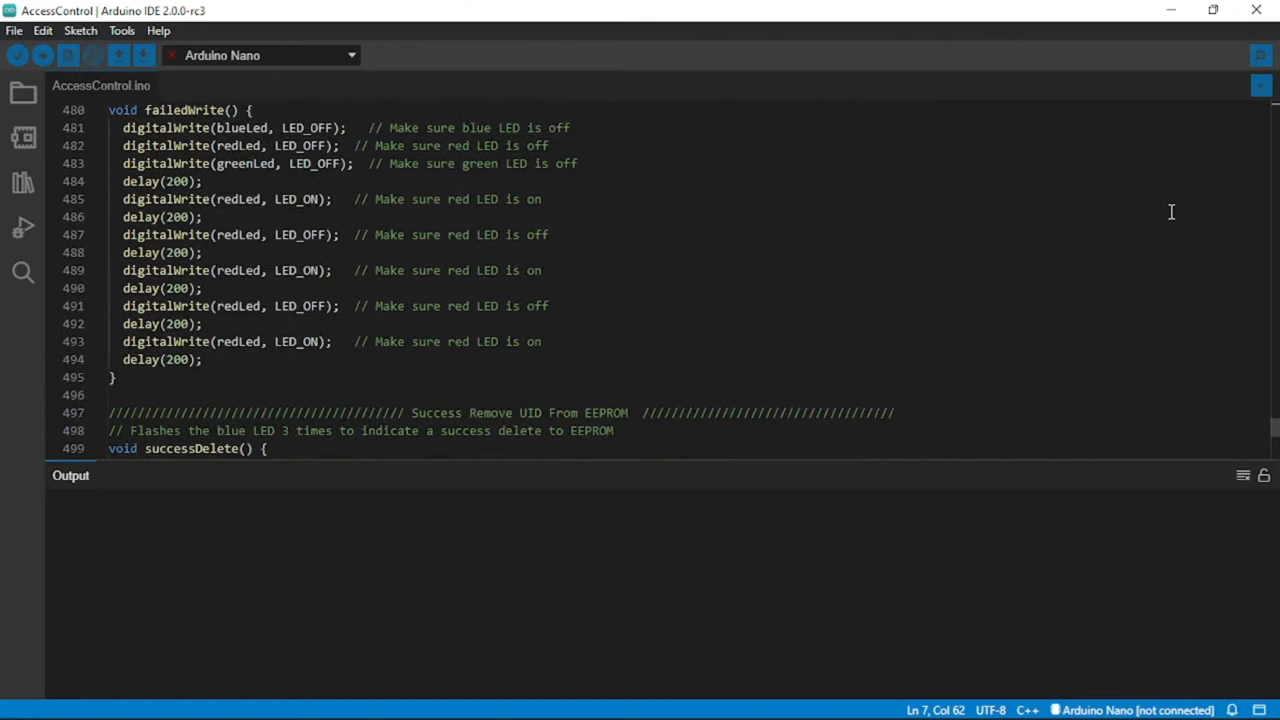 AccessControl | Arduino IDE 2.0.0-rc3
File Edit Sketch Tools Help
Arduino Nano
AccessControl.ino
480 void failedWrite() {
481 digitalWrite(blueLed, LED_OFF); // Make sure blue LED is off
482 digitalWrite(redLed, LED_OFF); // Make sure red LED is off
483 digitalWrite(greenLed, LED_OFF); // Make sure green LED is off
484 delay(200);
485 digitalWrite(redLed, LED_ON); // Make sure red LED is on
486 delay(200);
487 digitalWrite(redLed, LED_OFF); // Make sure red LED is off
488 delay(200);
489 digitalWrite(redLed, LED_ON); // Make sure red LED is on
490 delay(200);
491 digitalWrite(redLed, LED_OFF); // Make sure red LED is off
492 delay(200);
493 digitalWrite(redLed, LED_ON); // Make sure red LED is on
494 delay(200);
495 }
496
497 ///////////////////////////////////////// Success Remove UID From EEPROM ///////////////////////////////////
498 // Flashes the blue LED 3 times to indicate a success delete to EEPROM
499 void successDelete() {
Output
Ln 7, Col 62 UTF-8 C++ Arduino Nano [not connected]